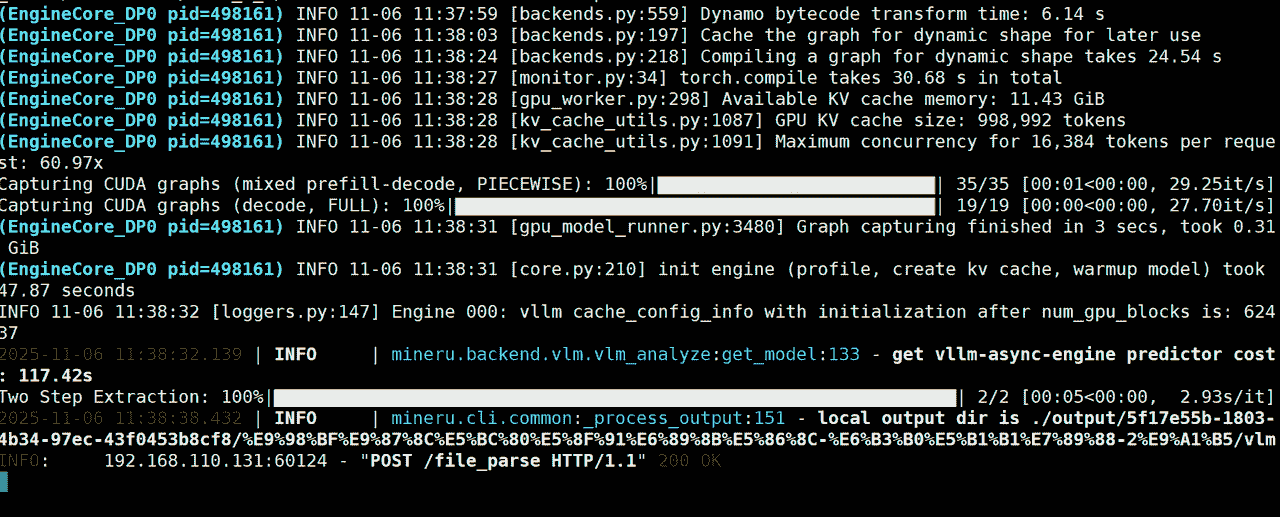 (EngineCore_DP0 pid=498161) INFO 11-06 11:37:59 [backends.py:559] Dynamo bytecode transform time: 6.14 s
(EngineCore_DP0 pid=498161) INFO 11-06 11:38:03 [backends.py:197] Cache the graph for dynamic shape for later use
(EngineCore_DP0 pid=498161) INFO 11-06 11:38:24 [backends.py:218] Compiling a graph for dynamic shape takes 24.54 s
(EngineCore_DP0 pid=498161) INFO 11-06 11:38:27 [monitor.py:34] torch.compile takes 30.68 s in total
(EngineCore_DP0 pid=498161) INFO 11-06 11:38:28 [gpu_worker.py:298] Available KV cache memory: 11.43 GiB
(EngineCore_DP0 pid=498161) INFO 11-06 11:38:28 [kv_cache_utils.py:1087] GPU KV cache size: 998,992 tokens
(EngineCore_DP0 pid=498161) INFO 11-06 11:38:28 [kv_cache_utils.py:1091] Maximum concurrency for 16,384 tokens per reque
st: 60.97x
Capturing CUDA graphs (mixed prefill-decode, PIECEWISE): 100%|| 35/35 [00:01<00:00, 29.25it/s]
Capturing CUDA graphs (decode, FULL): 100%|| 19/19 [00:00<00:00, 27.70it/s]
(EngineCore_DP0 pid=498161) INFO 11-06 11:38:31 [gpu_model_runner.py:3480] Graph capturing finished in 3 secs, took 0.31
GiB
(EngineCore_DP0 pid=498161) INFO 11-06 11:38:31 [core.py:210] init engine (profile, create kv cache, warmup model) took
47.87 seconds
INFO 11-06 11:38:32 [loggers.py:147] Engine 000: vllm cache_config_info with initialization after num_gpu_blocks is: 624
37
2025-11-06 11:38:32.139 | INFO     | mineru.backend.vlm.vlm_analyze:get_model:133 - get vllm-async-engine predictor cost
: 117.42s
Two Step Extraction: 100%|| 2/2 [00:05<00:00,  2.93s/it]
2025-11-06 11:38:38.432 | INFO     | mineru.cli.common:_process_output:151 - local output dir is ./output/5f17e55b-1803-
4b34-97ec-43f0453b8cf8/%E9%98%BF%E9%87%8C%E5%BC%80%E5%8F%91%E6%89%8B%E5%86%8C-%E6%B3%B0%E5%B1%B1%E7%89%88-2%E9%A1%B5/vlm
INFO:     192.168.110.131:60124 - "POST /file_parse HTTP/1.1" 200 OK